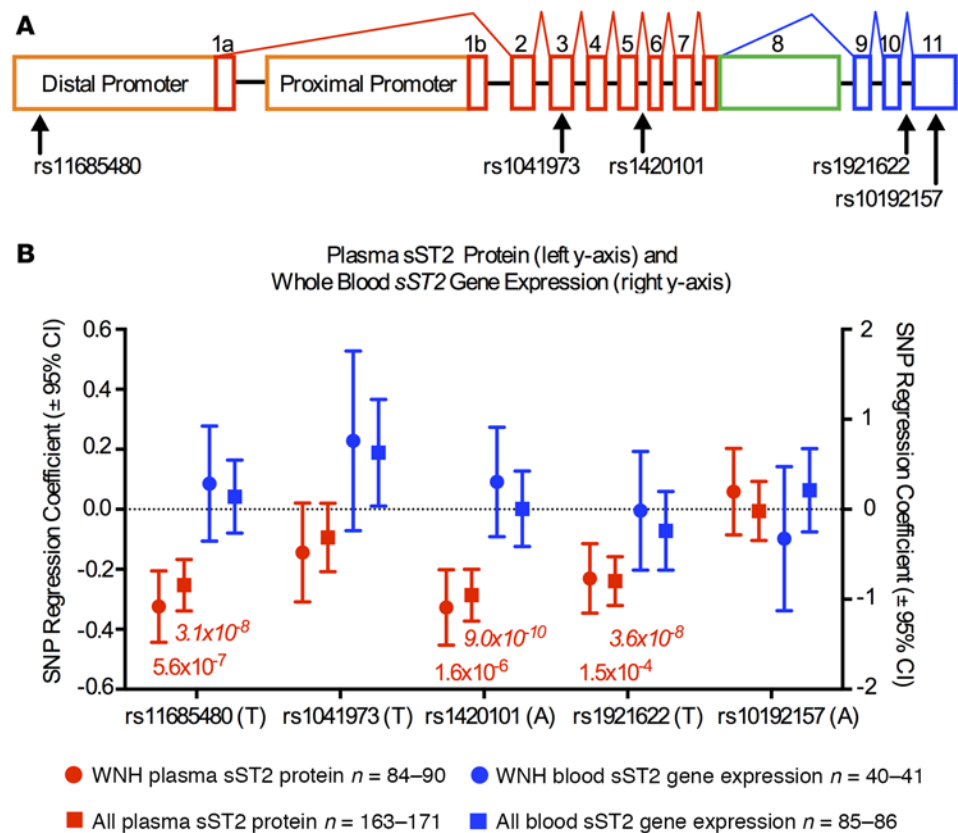 A
1a 1b 2 3 4 5 6 7 8 9 10 11
Distal Promoter Proximal Promoter
rs11685480 rs1041973 rs1420101 rs1921622
rs10192157
B
Plasma sST2 Protein (left y-axis) and
Whole Blood sST2 Gene Expression (right y-axis)
SNP Regression Coefficient (± 95% CI)
0.6
0.4
0.2
0.0
-0.2
-0.4
-0.6
3.1x10⁻⁸
5.6x10⁻⁷
9.0x10⁻¹⁰
1.6x10⁻⁶
3.6x10⁻⁸
1.5x10⁻⁴
2
1
0
-1
-2
SNP Regression Coefficient (± 95% CI)
rs11685480 (T) rs1041973 (T) rs1420101 (A) rs1921622 (T) rs10192157 (A)
WNH plasma sST2 protein n = 84–90
WNH blood sST2 gene expression n = 40–41
All plasma sST2 protein n = 163–171
All blood sST2 gene expression n = 85–86